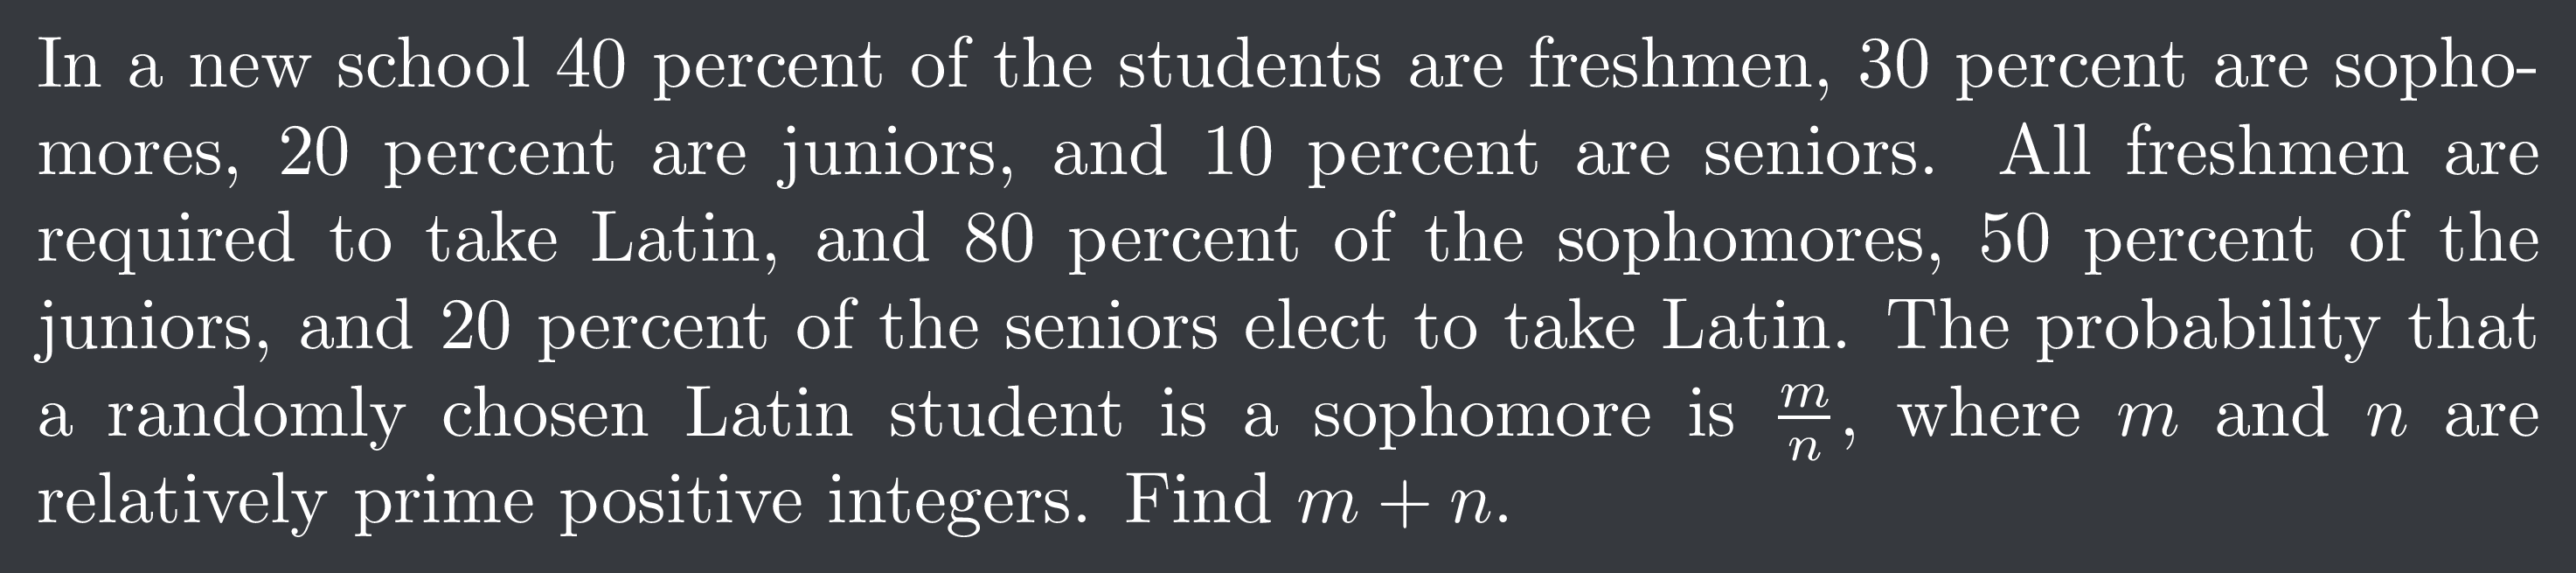 In a new school 40 percent of the students are freshmen, 30 percent are sopho-
mores, 20 percent are juniors, and 10 percent are seniors. All freshmen are
required to take Latin, and 80 percent of the sophomores, 50 percent of the
juniors, and 20 percent of the seniors elect to take Latin. The probability that
a randomly chosen Latin student is a sophomore is $\frac{m}{n}$, where $m$ and $n$ are
relatively prime positive integers. Find $m + n$.